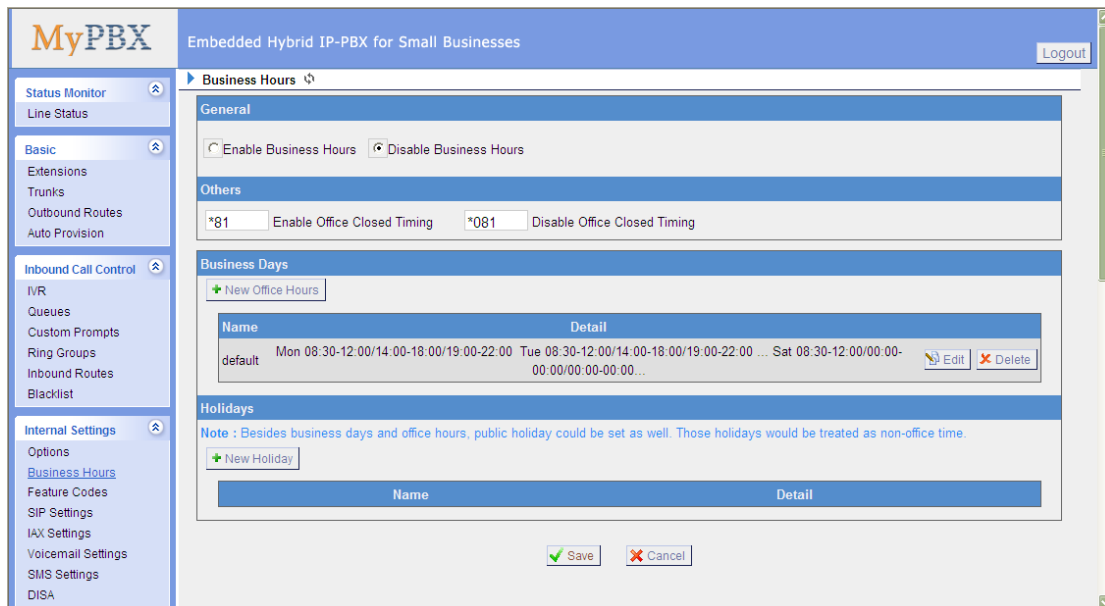 MyPBX
Embedded Hybrid IP-PBX for Small Businesses
Logout
Status Monitor
Line Status
Basic
Extensions
Trunks
Outbound Routes
Auto Provision
Inbound Call Control
IVR
Queues
Custom Prompts
Ring Groups
Inbound Routes
Blacklist
Internal Settings
Options
Business Hours
Feature Codes
SIP Settings
IAX Settings
Voicemail Settings
SMS Settings
DISA
Business Hours
General
Enable Business Hours Disable Business Hours
Others
*81 Enable Office Closed Timing *081 Disable Office Closed Timing
Business Days
New Office Hours
Name Detail
default Mon 08:30-12:00/14:00-18:00/19:00-22:00 Tue 08:30-12:00/14:00-18:00/19:00-22:00 ... Sat 08:30-12:00/00:00-
00:00/00:00-00:00...
Edit Delete
Holidays
Note : Besides business days and office hours, public holiday could be set as well. Those holidays would be treated as non-office time.
New Holiday
Name Detail
Save Cancel